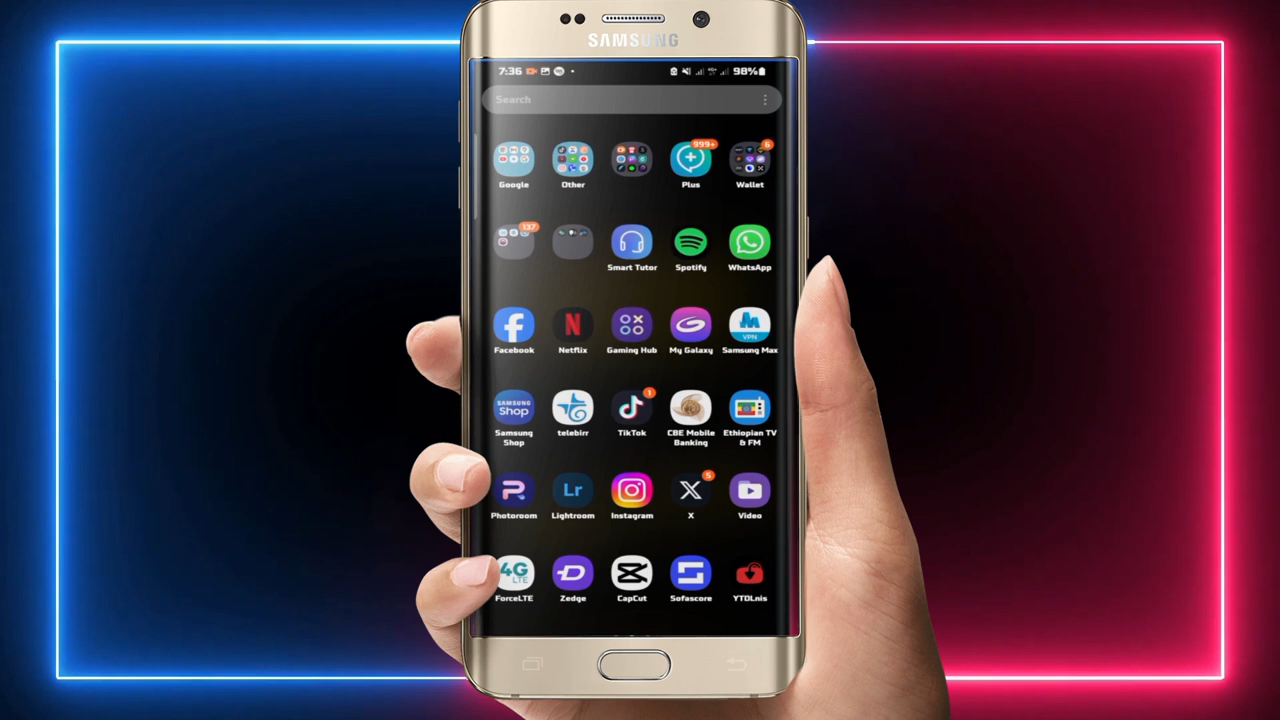 SAMSUNG
7:36
98%
Search
999+
6
Google
Other
Plus
Wallet
137
Smart Tutor
Spotify
WhatsApp
Facebook
N
Netflix
Gaming Hub
My Galaxy
VPN
Samsung Max
SAMSUNG
Shop
1
Samsung
Shop
telebirr
TikTok
CBE Mobile
Banking
Ethiopian TV
& FM
Lr
X
5
Photoroom
Lightroom
Instagram
X
Video
4G
LTE
ForceLTE
Zedge
CapCut
Sofascore
YTDLnis